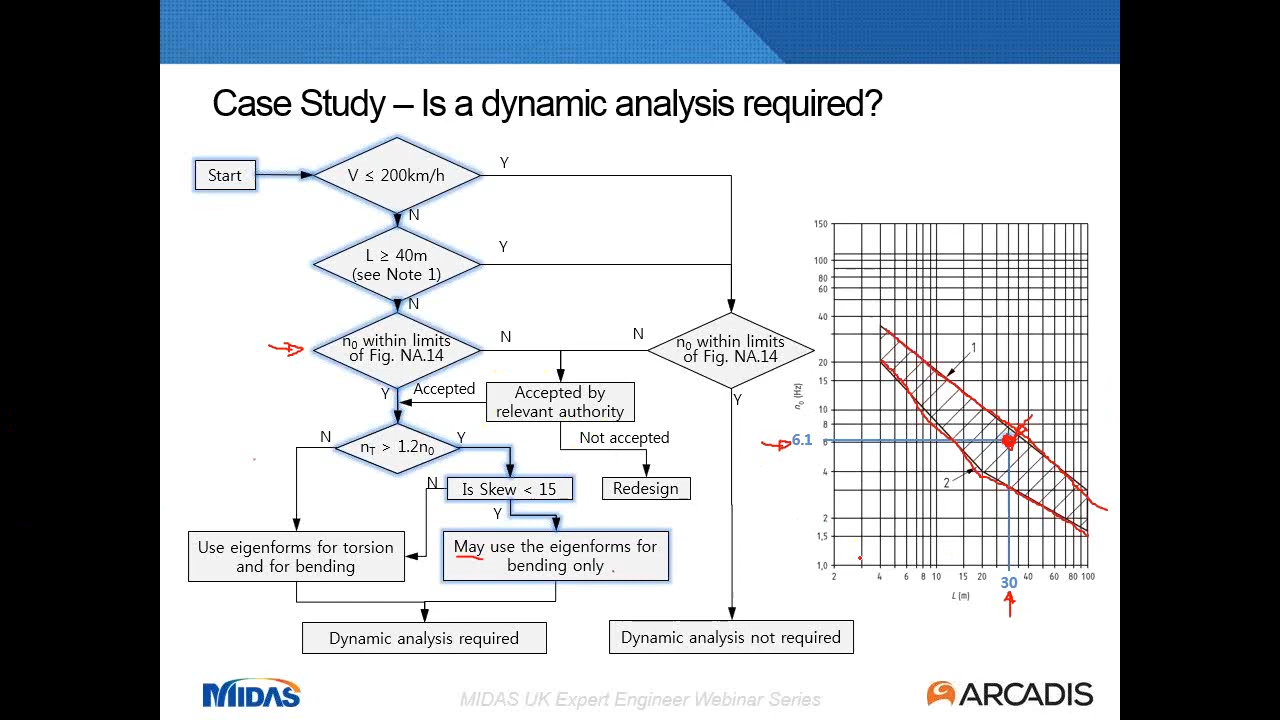 Case Study – Is a dynamic analysis required?
Start
V ≤ 200km/h
Y
N
L ≥ 40m
(see Note 1)
Y
N
n0 within limits
of Fig. NA.14
N
N
n0 within limits
of Fig. NA.14
Y
Accepted
Accepted by
relevant authority
Y
Not accepted
N
nT > 1.2n0
Y
N
Is Skew < 15
Redesign
Y
Use eigenforms for torsion
and for bending
May use the eigenforms for
bending only
Dynamic analysis required
Dynamic analysis not required
150
100
80
60
40
20
15
10
8
6.1
6
4
2
1,5
1,0
n0 (Hz)
1
2
2 4 6 8 10 15 20 40 60 80 100
30
L (m)
MIDAS
MIDAS UK Expert Engineer Webinar Series
ARCADIS